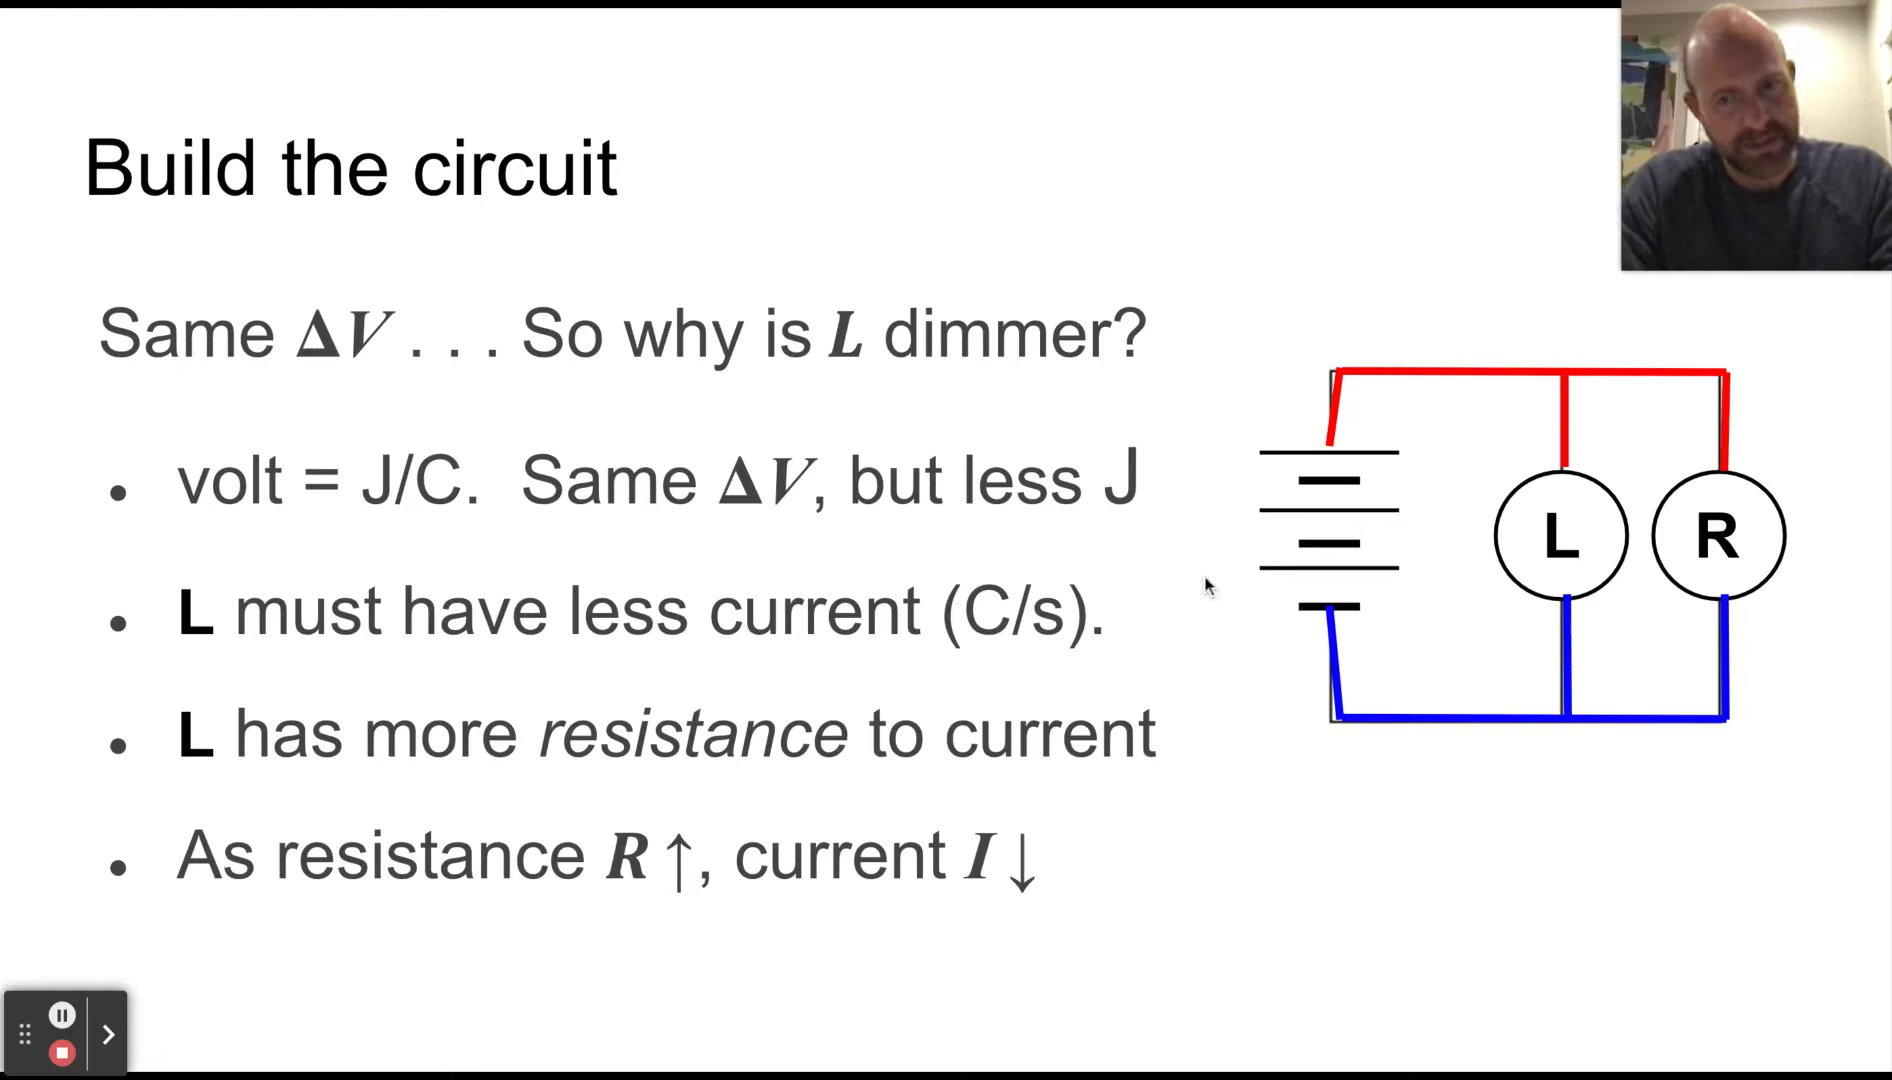 Build the circuit
Same ΔV . . . So why is L dimmer?
• volt = J/C.  Same ΔV, but less J
• L must have less current (C/s).
• L has more resistance to current
• As resistance R ↑, current I ↓
L
R